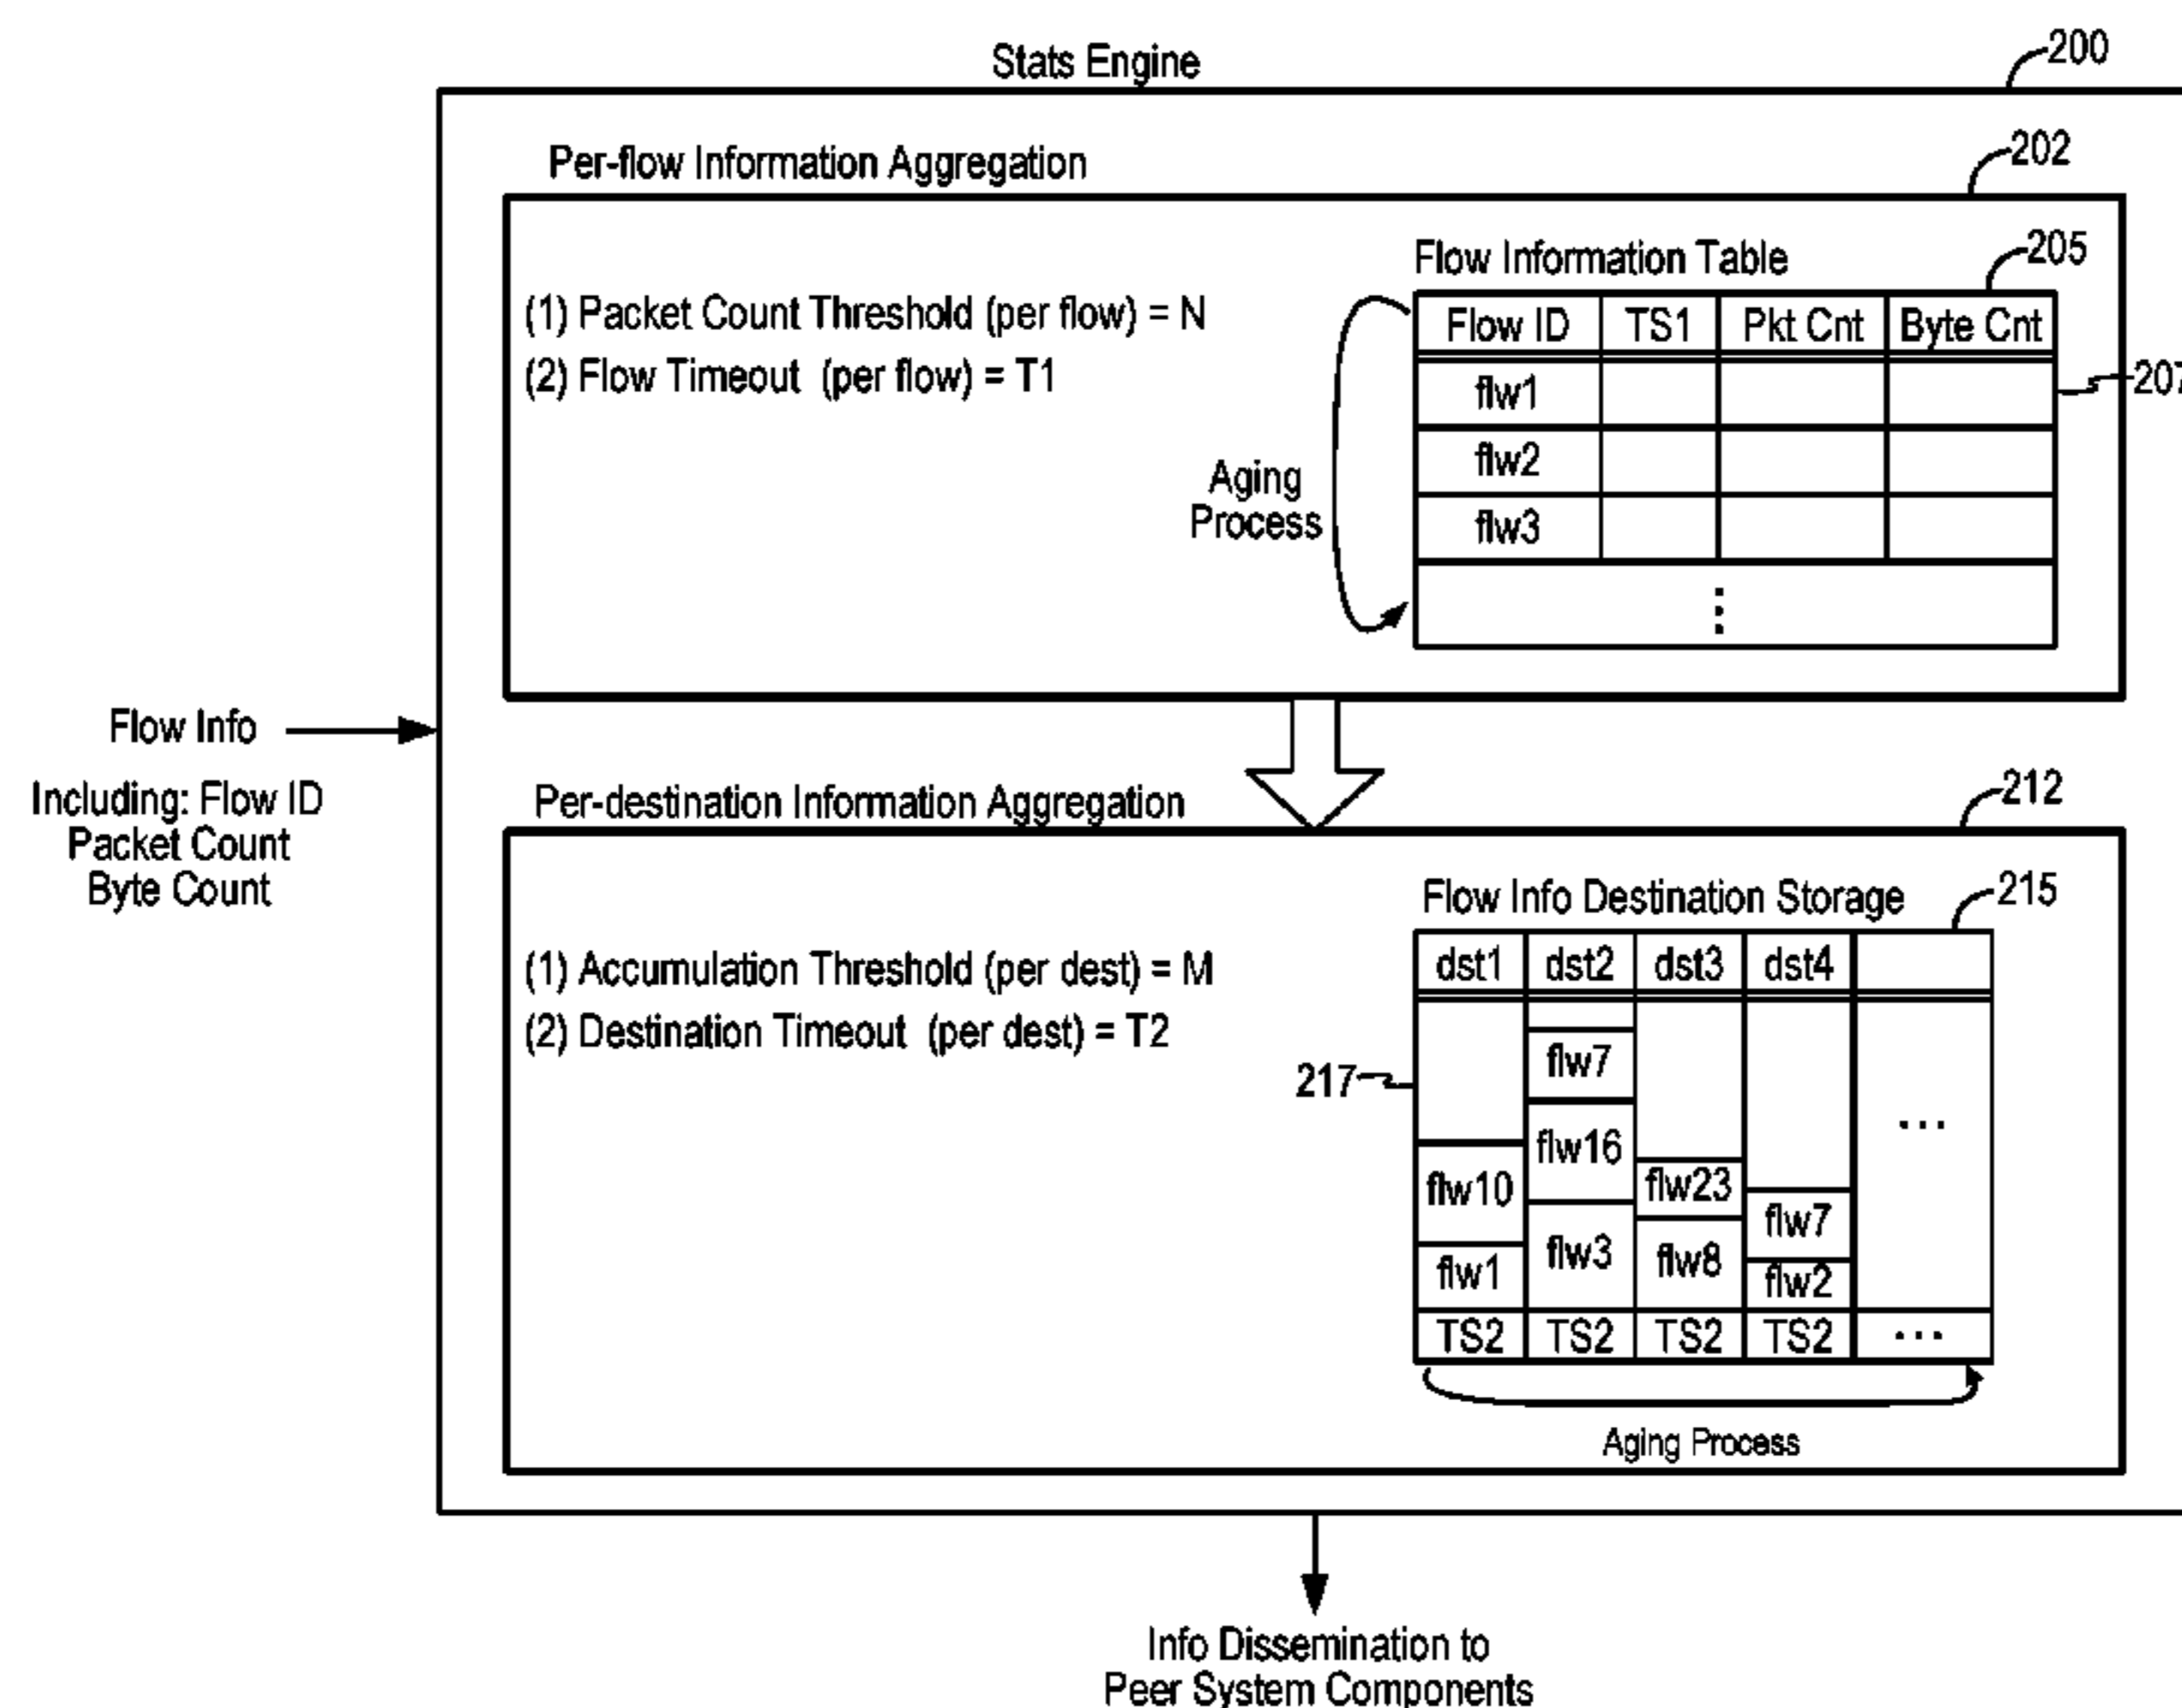 Stats Engine
200
Per-flow Information Aggregation
202
(1) Packet Count Threshold (per flow) = N
(2) Flow Timeout (per flow) = T1
Flow Information Table
205
Flow ID TS1 Pkt Cnt Byte Cnt
flw1
207
flw2
flw3
⋮
Aging
Process
Flow Info
Including: Flow ID
Packet Count
Byte Count
Per-destination Information Aggregation
212
(1) Accumulation Threshold (per dest) = M
(2) Destination Timeout (per dest) = T2
Flow Info Destination Storage
215
dst1 dst2 dst3 dst4
217
flw7
flw16
...
flw10
flw23
flw7
flw1
flw3
flw8
flw2
TS2 TS2 TS2 TS2 ...
Aging Process
Info Dissemination to
Peer System Components